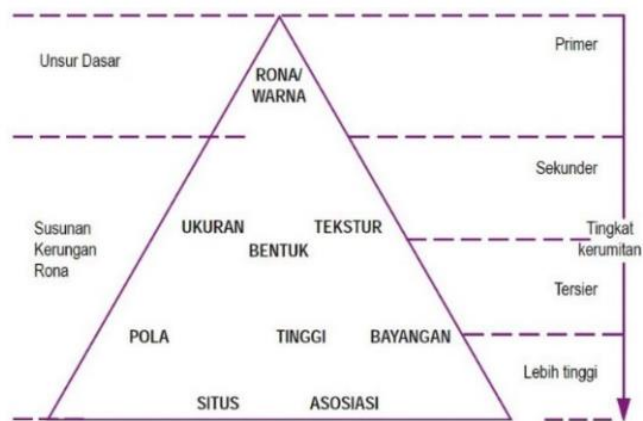 Unsur Dasar
Primer
RONA/
WARNA
Sekunder
Susunan
Kerungan
Rona
UKURAN
TEKSTUR
BENTUK
Tingkat
kerumitan
Tersier
POLA
TINGGI
BAYANGAN
Lebih tinggi
SITUS
ASOSIASI